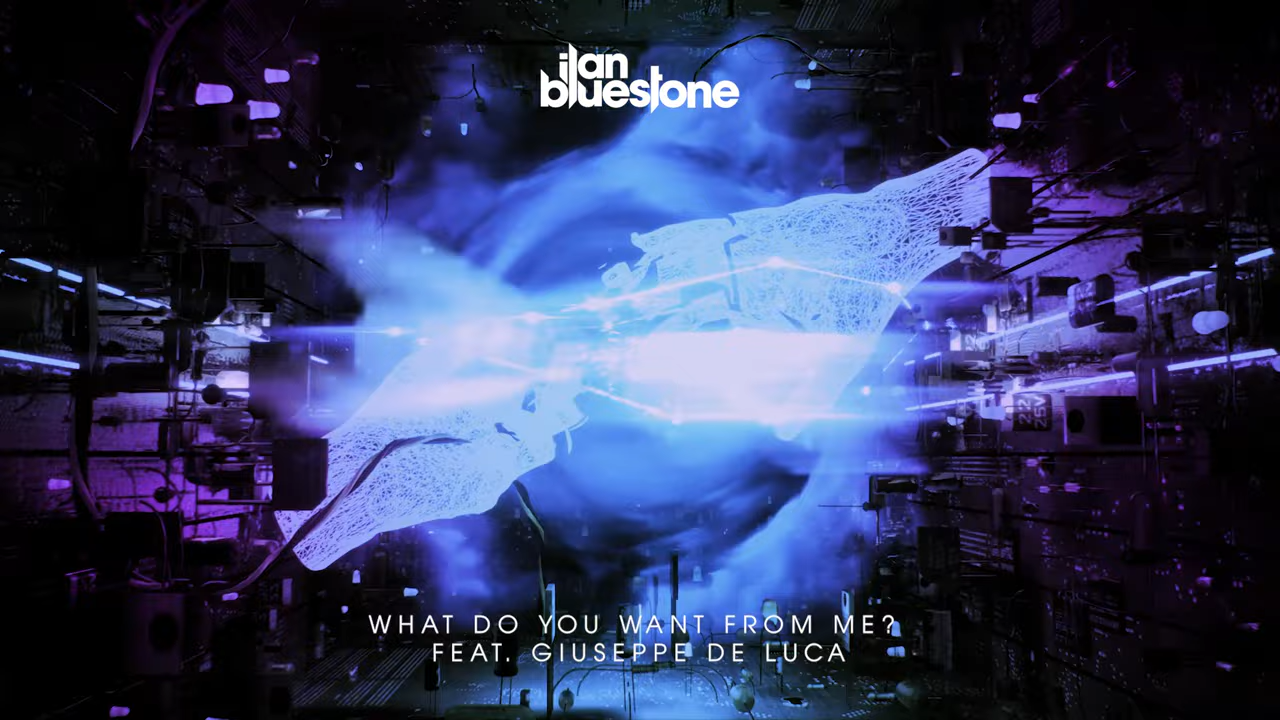 ilan
bluestone
WHAT DO YOU WANT FROM ME?
FEAT. GIUSEPPE DE LUCA